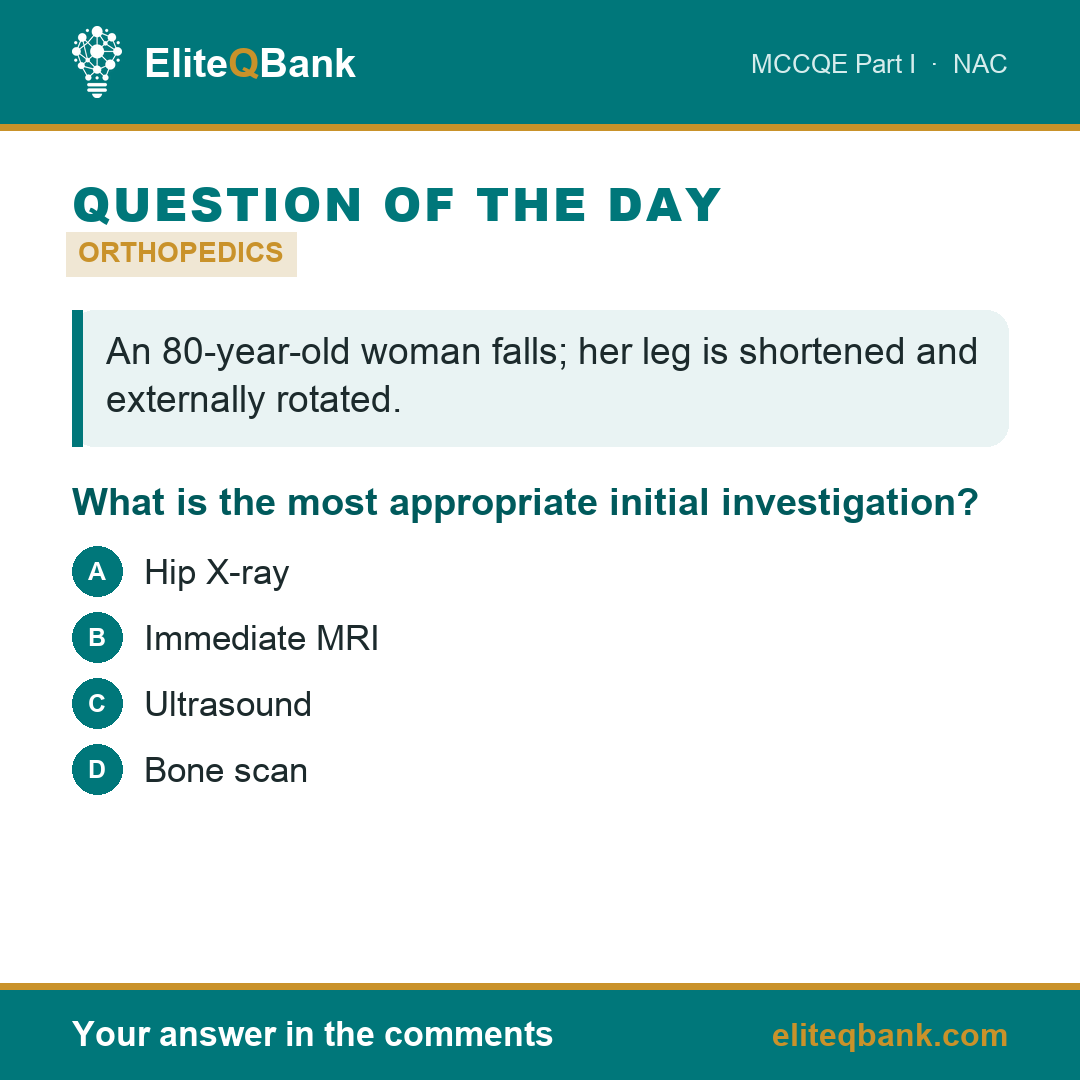 EliteQBank
MCCQE Part I · NAC
QUESTION OF THE DAY
ORTHOPEDICS
An 80-year-old woman falls; her leg is shortened and
externally rotated.
What is the most appropriate initial investigation?
A Hip X-ray
B Immediate MRI
C Ultrasound
D Bone scan
Your answer in the comments
eliteqbank.com